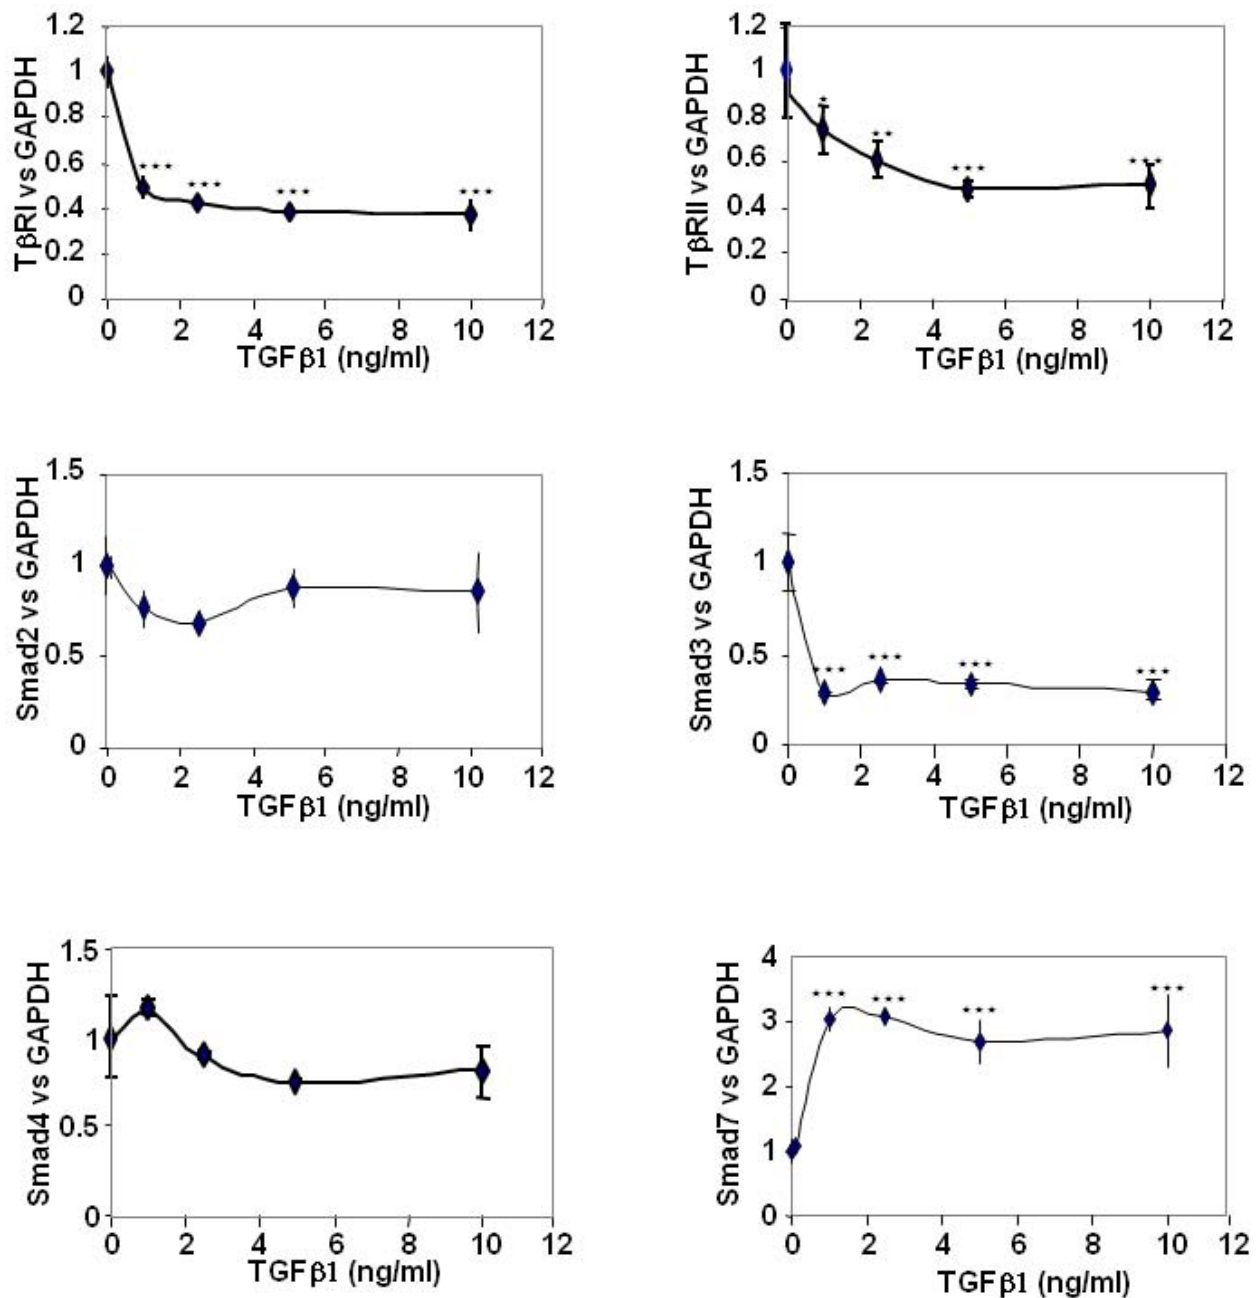 TβRI vs GAPDH
1.2
1
0.8
0.6
0.4
0.2
0
***
***
***
***
0 2 4 6 8 10 12
TGFβ1 (ng/ml)
TβRII vs GAPDH
1.2
1
0.8
0.6
0.4
0.2
0
*
**
***
***
0 2 4 6 8 10 12
TGFβ1 (ng/ml)
Smad2 vs GAPDH
1.5
1
0.5
0
0 2 4 6 8 10 12
TGFβ1 (ng/ml)
Smad3 vs GAPDH
1.5
1
0.5
0
***
***
***
***
0 2 4 6 8 10 12
TGFβ1 (ng/ml)
Smad4 vs GAPDH
1.5
1
0.5
0
0 2 4 6 8 10 12
TGFβ1 (ng/ml)
Smad7 vs GAPDH
4
3
2
1
0
***
***
***
***
0 2 4 6 8 10 12
TGFβ1 (ng/ml)